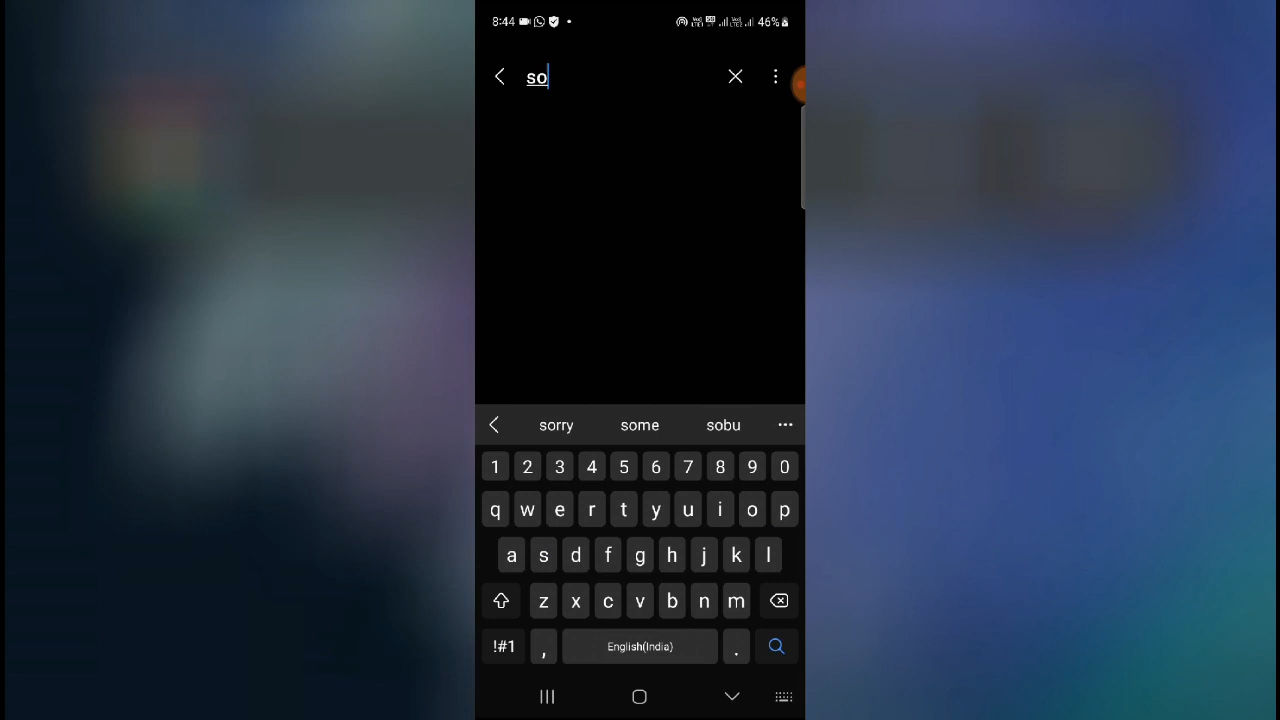 8:44 46%
so
sorry some sobu
1 2 3 4 5 6 7 8 9 0
q w e r t y u i o p
a s d f g h j k l
z x c v b n m
!#1 , English(India) .